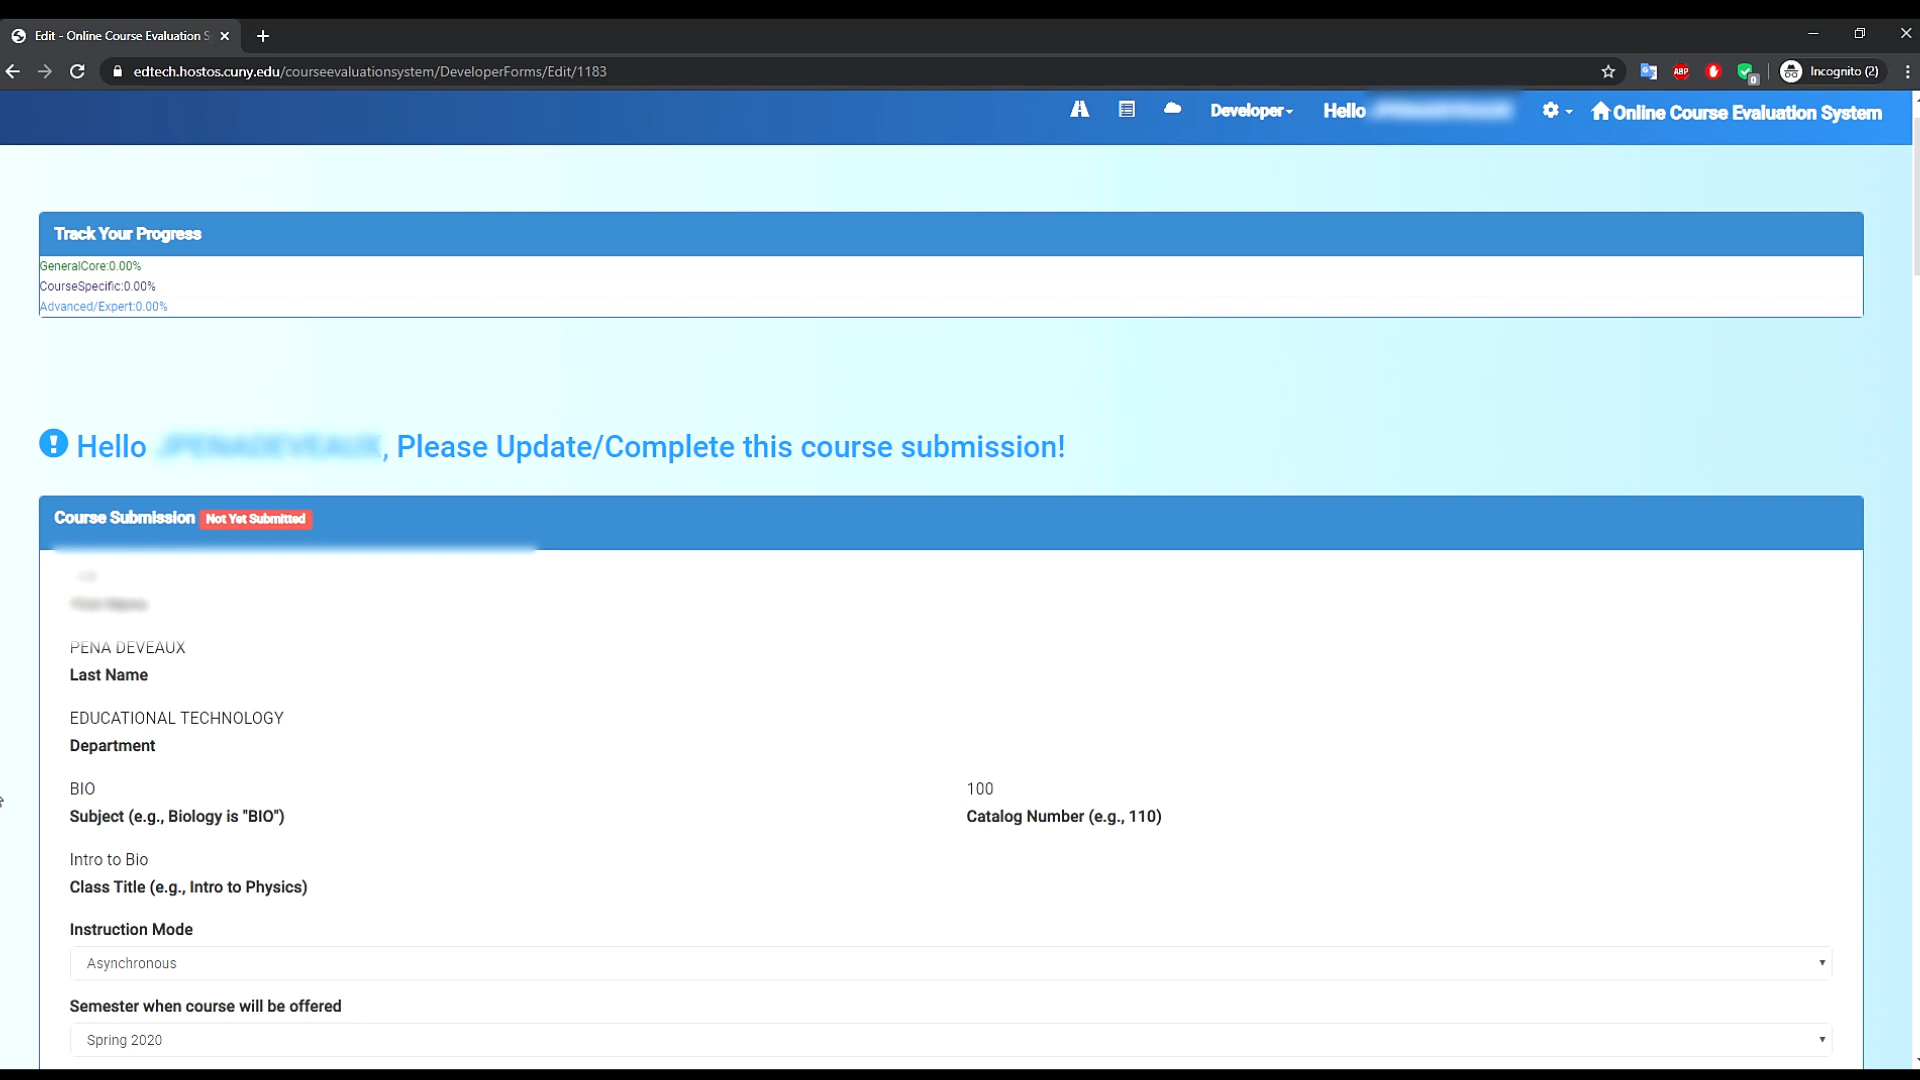 Edit - Online Course Evaluation S
edtech.hostos.cuny.edu/courseevaluationsystem/DeveloperForms/Edit/1183
ABP
0
Incognito (2)
Developer
Hello
Online Course Evaluation System
Track Your Progress
GeneralCore:0.00%
CourseSpecific:0.00%
Advanced/Expert:0.00%
Hello , Please Update/Complete this course submission!
Course Submission Not Yet Submitted
PENA DEVEAUX
Last Name
EDUCATIONAL TECHNOLOGY
Department
BIO
100
Subject (e.g., Biology is "BIO")
Catalog Number (e.g., 110)
Intro to Bio
Class Title (e.g., Intro to Physics)
Instruction Mode
Asynchronous
Semester when course will be offered
Spring 2020